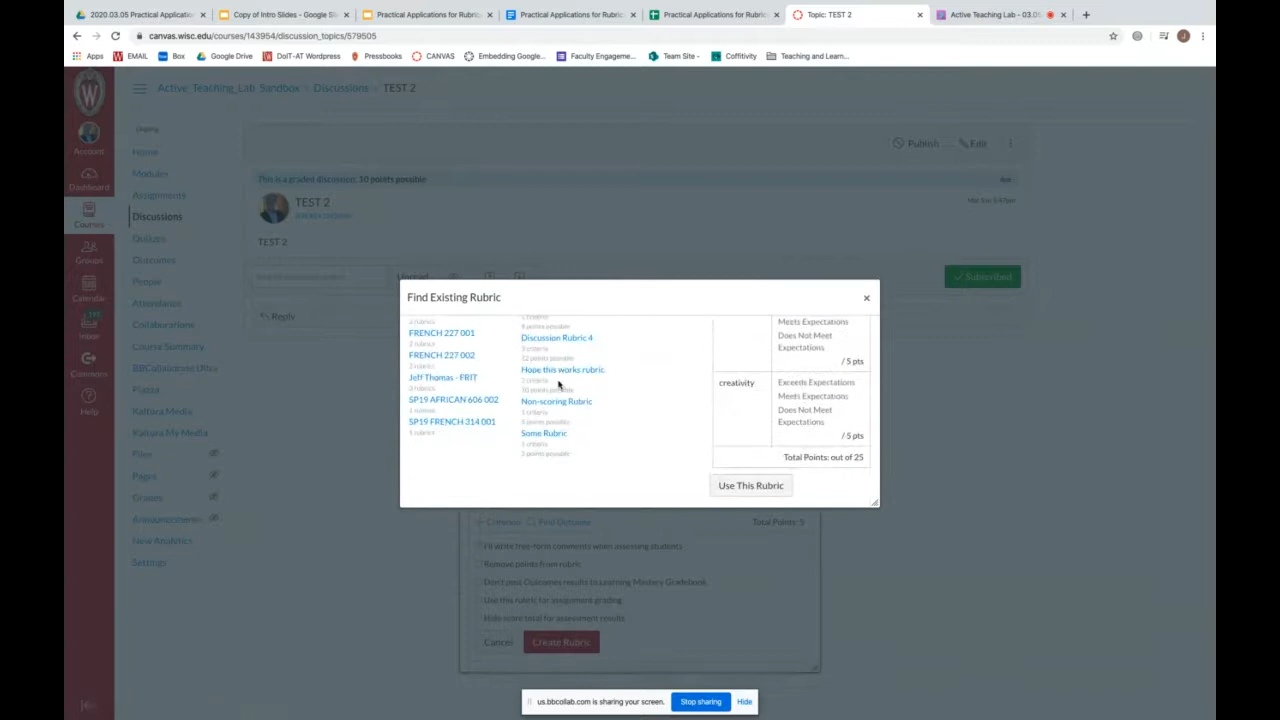 2020.03.05 Practical Application
Copy of Intro Slides - Google Sl
Practical Applications for Rubric
Practical Applications for Rubric
Practical Applications for Rubric
Topic: TEST 2
Active Teaching Lab - 03.05
canvas.wisc.edu/courses/143954/discussion_topics/579505
Apps
EMAIL
Box
Google Drive
DoIT-AT Wordpress
Pressbooks
CANVAS
Embedding Google...
Faculty Engageme...
Team Site -
Coffitivity
Teaching and Learn...
Active_Teaching_Lab_Sandbox
Discussions
TEST 2
Account
Dashboard
Courses
Groups
Calendar
Inbox
Commons
Help
Home
Modules
Assignments
Discussions
Quizzes
Outcomes
People
Attendance
Collaborations
Course Summary
BBCollaborate Ultra
Piazza
Kaltura Media
Kaltura My Media
Files
Pages
Grades
Announcements
New Analytics
Settings
Publish
Edit
This is a graded discussion: 10 points possible
due
TEST 2
TEST 2
Unread
Subscribed
Reply
Find Existing Rubric
2 rubrics
FRENCH 227 001
2 rubrics
FRENCH 227 002
2 rubrics
Jeff Thomas - FRIT
3 rubrics
SP19 AFRICAN 606 002
1 rubrics
SP19 FRENCH 314 001
1 rubrics
8 points possible
Discussion Rubric 4
3 criteria
12 points possible
Hope this works rubric
10 points possible
Non-scoring Rubric
1 criteria
5 points possible
Some Rubric
Meets Expectations
Does Not Meet
Expectations
/ 5 pts
creativity
Exceeds Expectations
Meets Expectations
Does Not Meet
Expectations
/ 5 pts
Total Points: out of 25
Use This Rubric
Criterion
Find Outcome
Total Points: 5
I'll write free-form comments when assessing students
Remove points from rubric
Don't post Outcomes results to Learning Mastery Gradebook
Use this rubric for assignment grading
Hide score total for assessment results
Cancel
Create Rubric
us.bbcollab.com is sharing your screen.
Stop sharing
Hide